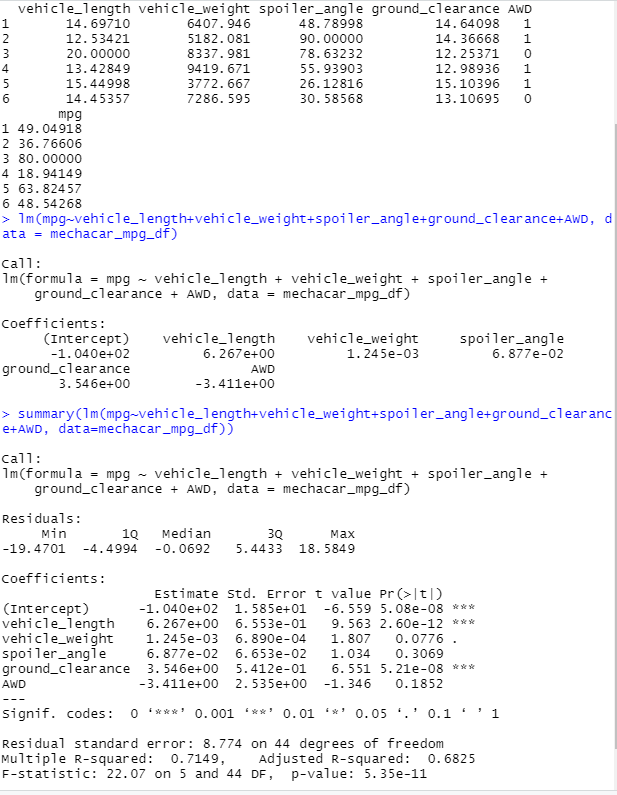 vehicle_length vehicle_weight spoiler_angle ground_clearance AWD
1 14.69710 6407.946 48.78998 14.64098 1
2 12.53421 5182.081 90.00000 14.36668 1
3 20.00000 8337.981 78.63232 12.25371 0
4 13.42849 9419.671 55.93903 12.98936 1
5 15.44998 3772.667 26.12816 15.10396 1
6 14.45357 7286.595 30.58568 13.10695 0
mpg
1 49.04918
2 36.76606
3 80.00000
4 18.94149
5 63.82457
6 48.54268
> lm(mpg~vehicle_length+vehicle_weight+spoiler_angle+ground_clearance+AWD, d
ata = mechacar_mpg_df)
Call:
lm(formula = mpg ~ vehicle_length + vehicle_weight + spoiler_angle +
ground_clearance + AWD, data = mechacar_mpg_df)
Coefficients:
(Intercept) vehicle_length vehicle_weight spoiler_angle
-1.040e+02 6.267e+00 1.245e-03 6.877e-02
ground_clearance AWD
3.546e+00 -3.411e+00
> summary(lm(mpg~vehicle_length+vehicle_weight+spoiler_angle+ground_clearanc
e+AWD, data=mechacar_mpg_df))
Call:
lm(formula = mpg ~ vehicle_length + vehicle_weight + spoiler_angle +
ground_clearance + AWD, data = mechacar_mpg_df)
Residuals:
Min 1Q Median 3Q Max
-19.4701 -4.4994 -0.0692 5.4433 18.5849
Coefficients:
Estimate Std. Error t value Pr(>|t|)
(Intercept) -1.040e+02 1.585e+01 -6.559 5.08e-08 ***
vehicle_length 6.267e+00 6.553e-01 9.563 2.60e-12 ***
vehicle_weight 1.245e-03 6.890e-04 1.807 0.0776 .
spoiler_angle 6.877e-02 6.653e-02 1.034 0.3069
ground_clearance 3.546e+00 5.412e-01 6.551 5.21e-08 ***
AWD -3.411e+00 2.535e+00 -1.346 0.1852
---
Signif. codes: 0 ‘***’ 0.001 ‘**’ 0.01 ‘*’ 0.05 ‘.’ 0.1 ‘ ’ 1
Residual standard error: 8.774 on 44 degrees of freedom
Multiple R-squared: 0.7149, Adjusted R-squared: 0.6825
F-statistic: 22.07 on 5 and 44 DF, p-value: 5.35e-11